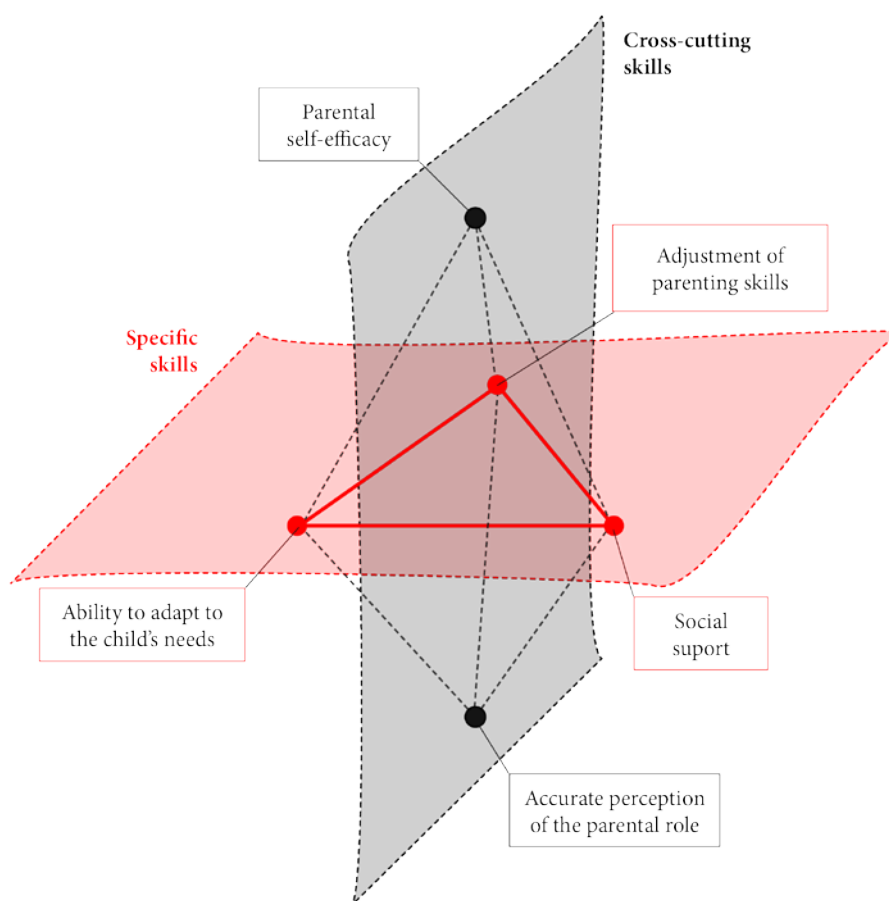 Cross-cutting
skills
Parental
self-efficacy
Adjustment of
parenting skills
Specific
skills
Ability to adapt to
the child’s needs
Social
suport
Accurate perception
of the parental role